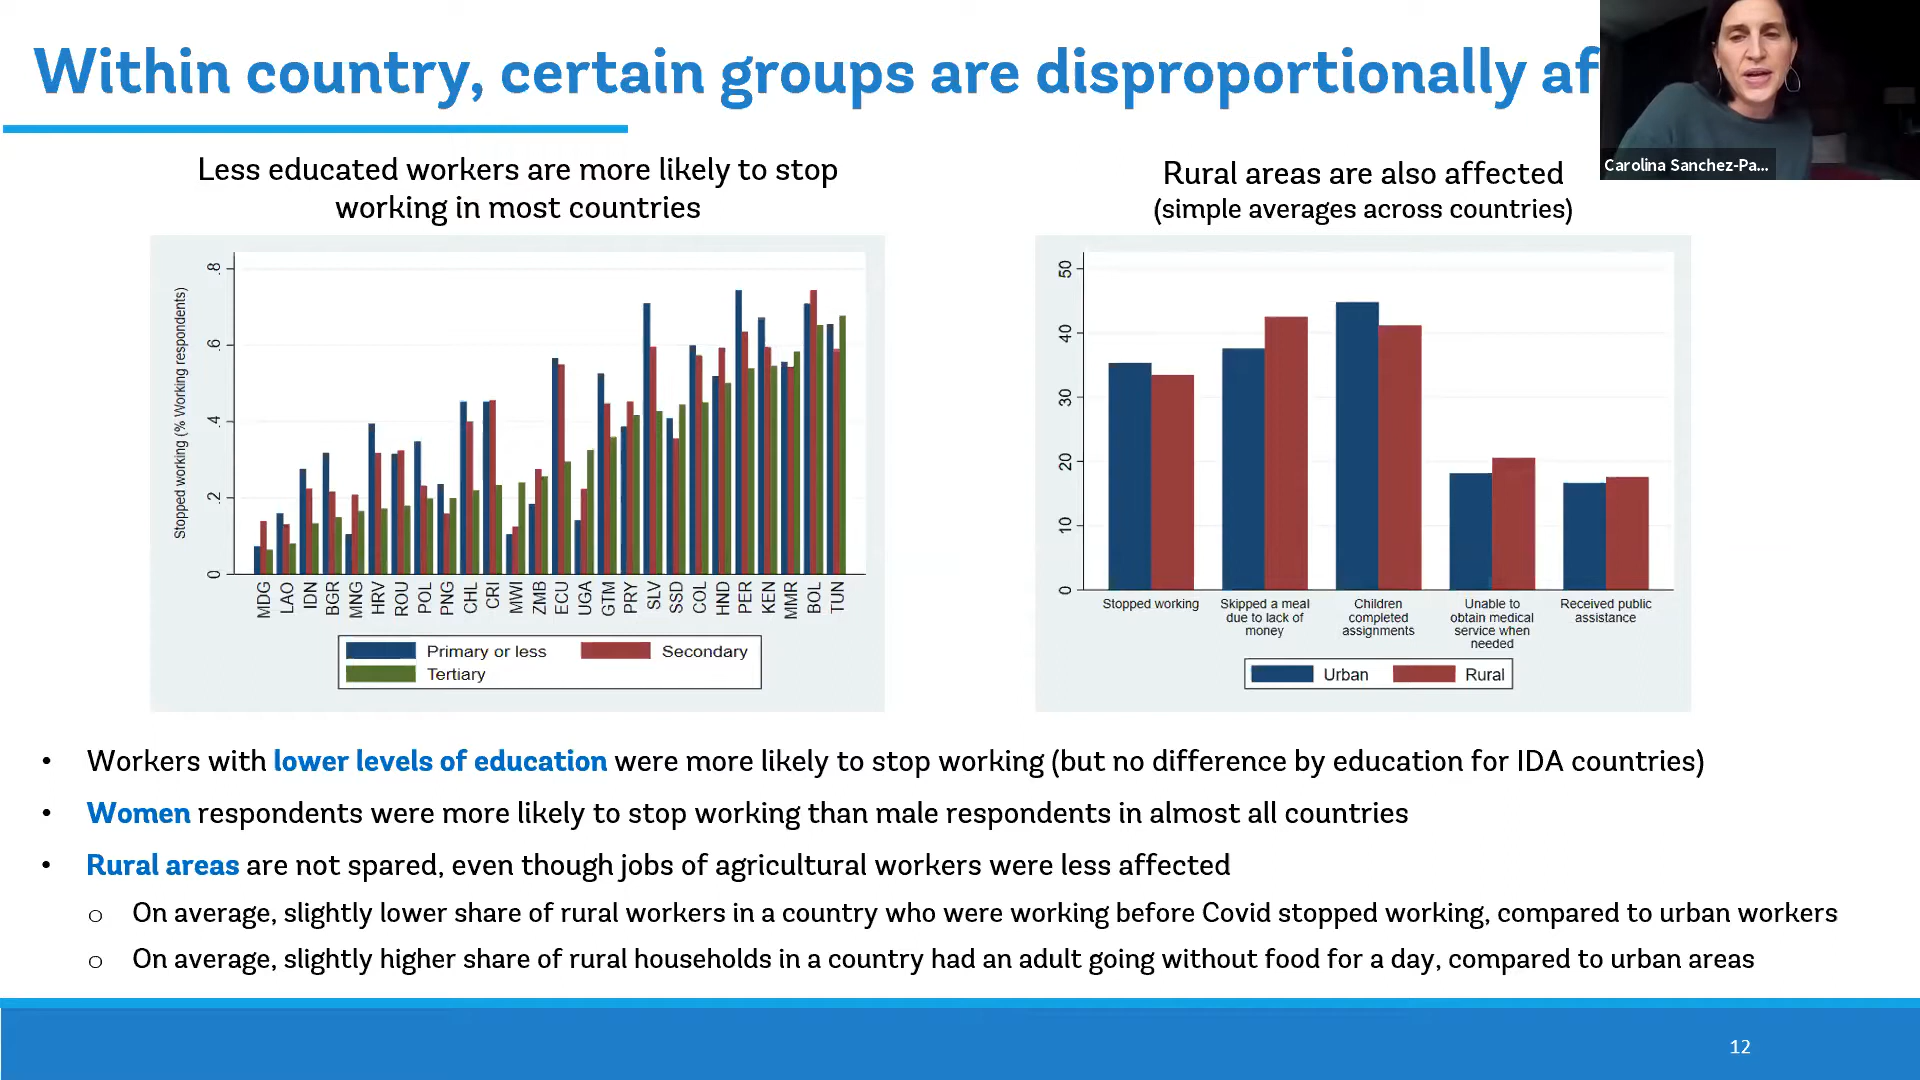 Within country, certain groups are disproportionally af
Carolina Sanchez-Pa...
Less educated workers are more likely to stop
working in most countries
Stopped working (% Working respondents)
.8
.6
.4
.2
0
MDG LAO IDN BGR MNG HRV ROU POL PNG CHL CRI MWI ZMB ECU UGA GTM PRY SLV SSD COL HND PER KEN MMR BOL TUN
Primary or less Secondary
Tertiary
Rural areas are also affected
(simple averages across countries)
50
40
30
20
10
0
Stopped working
Skipped a meal
due to lack of
money
Children
completed
assignments
Unable to
obtain medical
service when
needed
Received public
assistance
Urban Rural
• Workers with lower levels of education were more likely to stop working (but no difference by education for IDA countries)
• Women respondents were more likely to stop working than male respondents in almost all countries
• Rural areas are not spared, even though jobs of agricultural workers were less affected
o On average, slightly lower share of rural workers in a country who were working before Covid stopped working, compared to urban workers
o On average, slightly higher share of rural households in a country had an adult going without food for a day, compared to urban areas
12